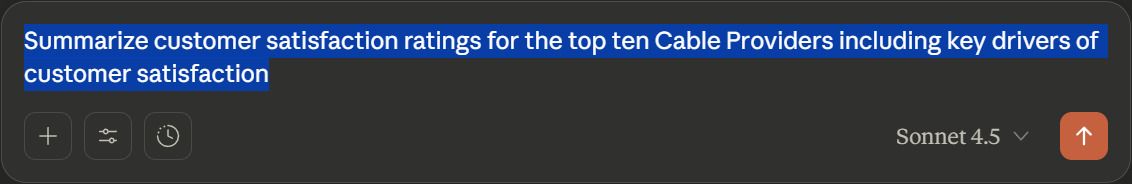 Summarize customer satisfaction ratings for the top ten Cable Providers including key drivers of
customer satisfaction
Sonnet 4.5